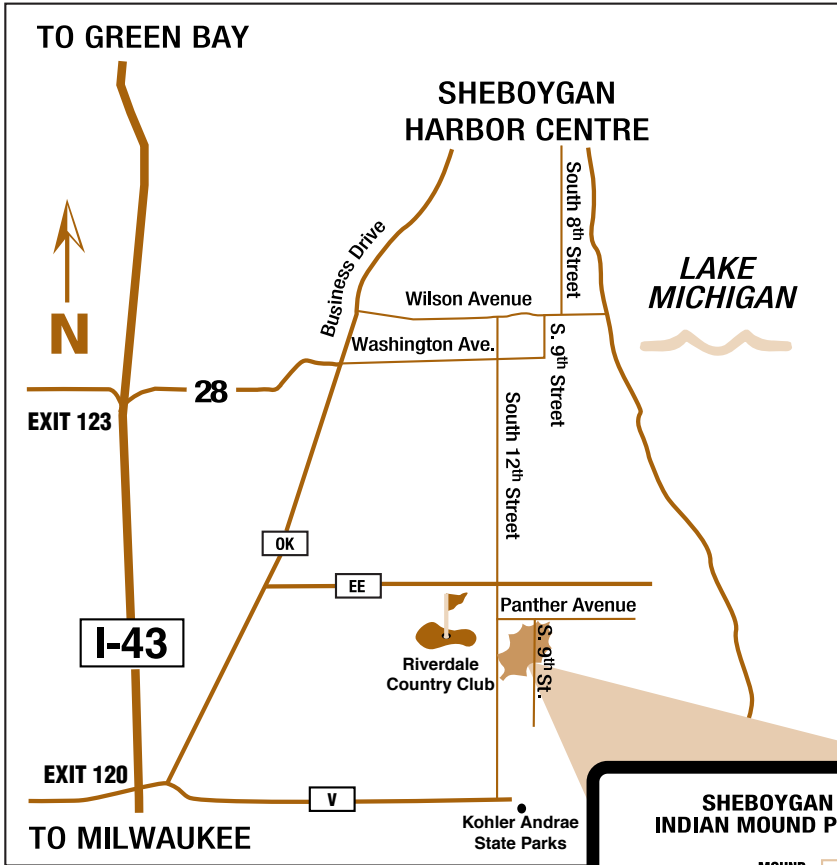 TO GREEN BAY
SHEBOYGAN
HARBOR CENTRE
South 8th Street
Business Drive
LAKE
MICHIGAN
Wilson Avenue
N
Washington Ave.
S. 9th Street
28
EXIT 123
South 12th Street
OK
EE
Panther Avenue
I-43
S. 9th St.
Riverdale
Country Club
EXIT 120
V
Kohler Andrae
State Parks
TO MILWAUKEE
SHEBOYGAN
INDIAN MOUND P
MOUND